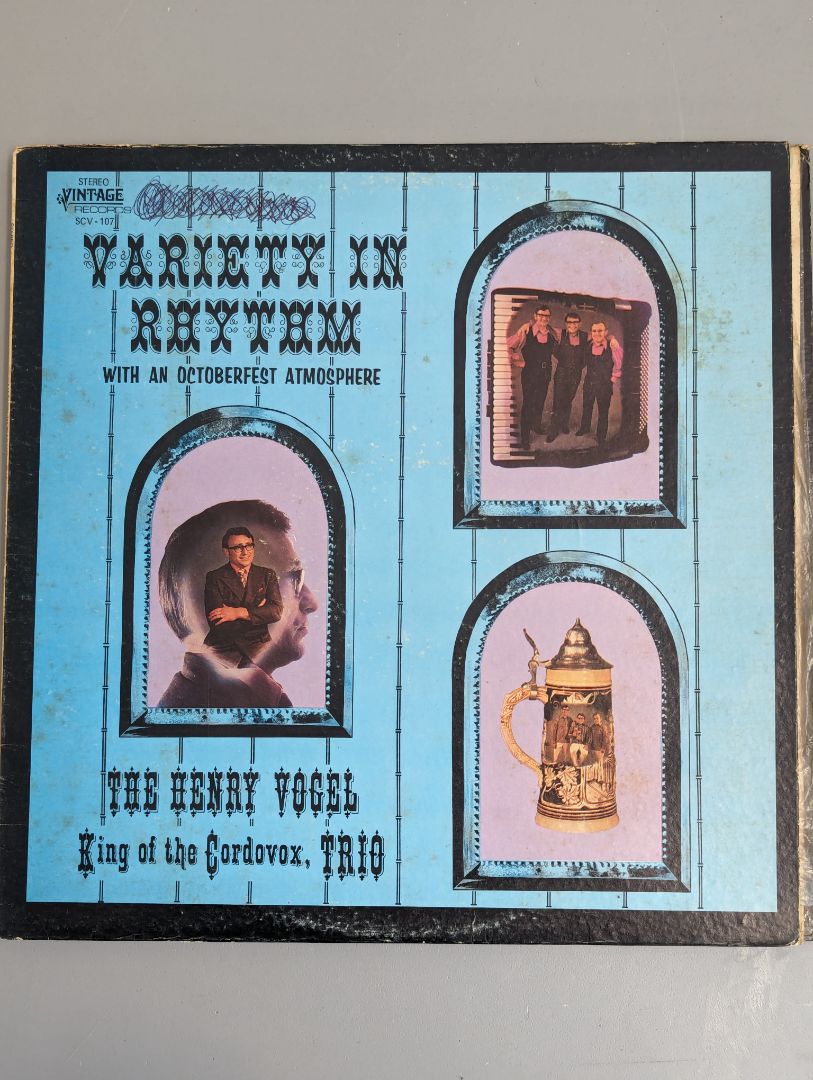 STEREO
VINTAGE
RECORDS
SCV - 107
VARIETY IN
RHYTHM
WITH AN OCTOBERFEST ATMOSPHERE
THE HENRY VOGEL
King of the Cordovox, TRIO